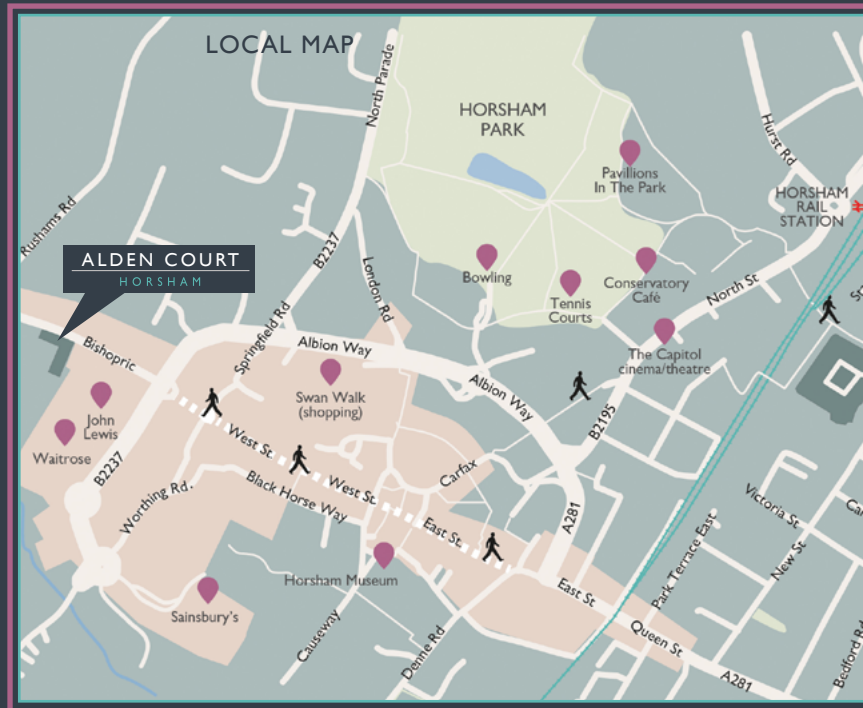 LOCAL MAP
North Parade
HORSHAM
PARK
Hurst Rd
Pavillions
In The Park
HORSHAM
RAIL
STATION
Rushams Rd
ALDEN COURT
HORSHAM
B2237
London Rd
Bowling
Tennis
Courts
Conservatory
Café
North St
Springfield Rd
Albion Way
The Capitol
cinema/theatre
Bishopric
Swan Walk
(shopping)
Albion Way
John
Lewis
Waitrose
B2195
West St.
B2237
Worthing Rd.
Black Horse Way
West St.
Carfax
East St.
A281
Victoria St
New St
Park Terrace East
Horsham Museum
Sainsbury's
Causeway
Denne Rd
East St
Queen St
A281
Bedford Rd